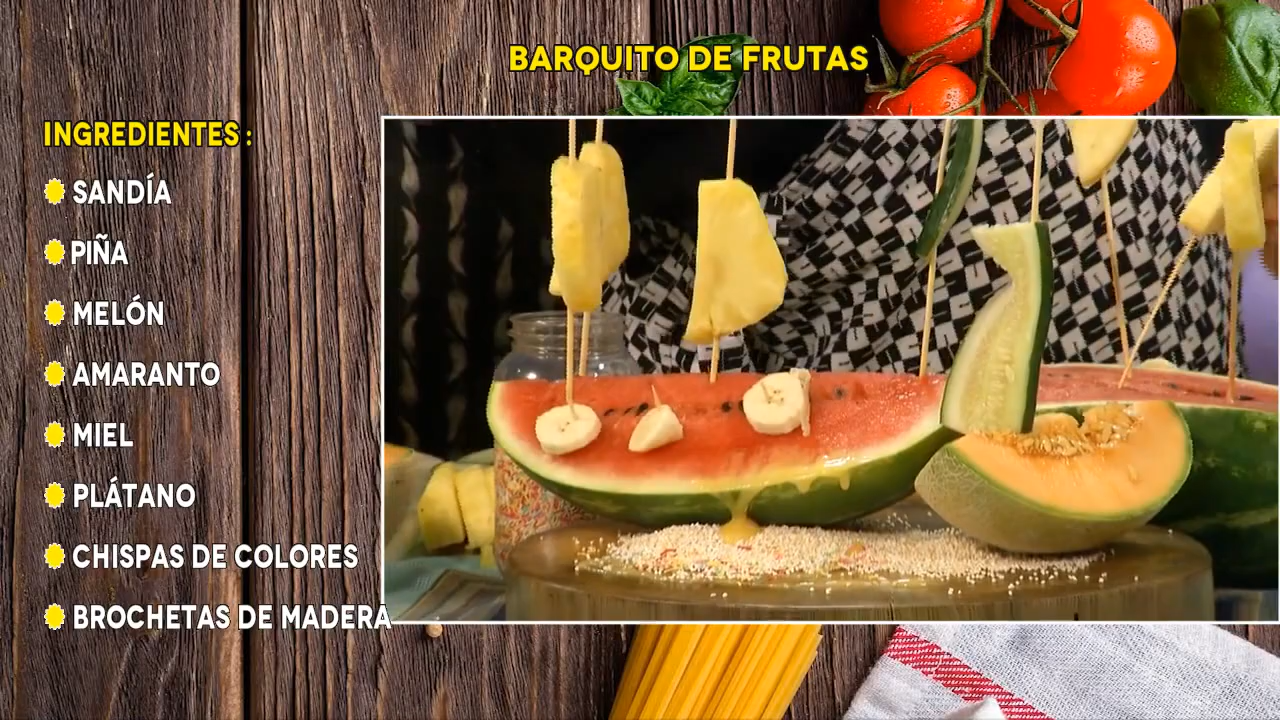 BARQUITO DE FRUTAS
INGREDIENTES:
SANDÍA
PIÑA
MELÓN
AMARANTO
MIEL
PLÁTANO
CHISPAS DE COLORES
BROCHETAS DE MADERA